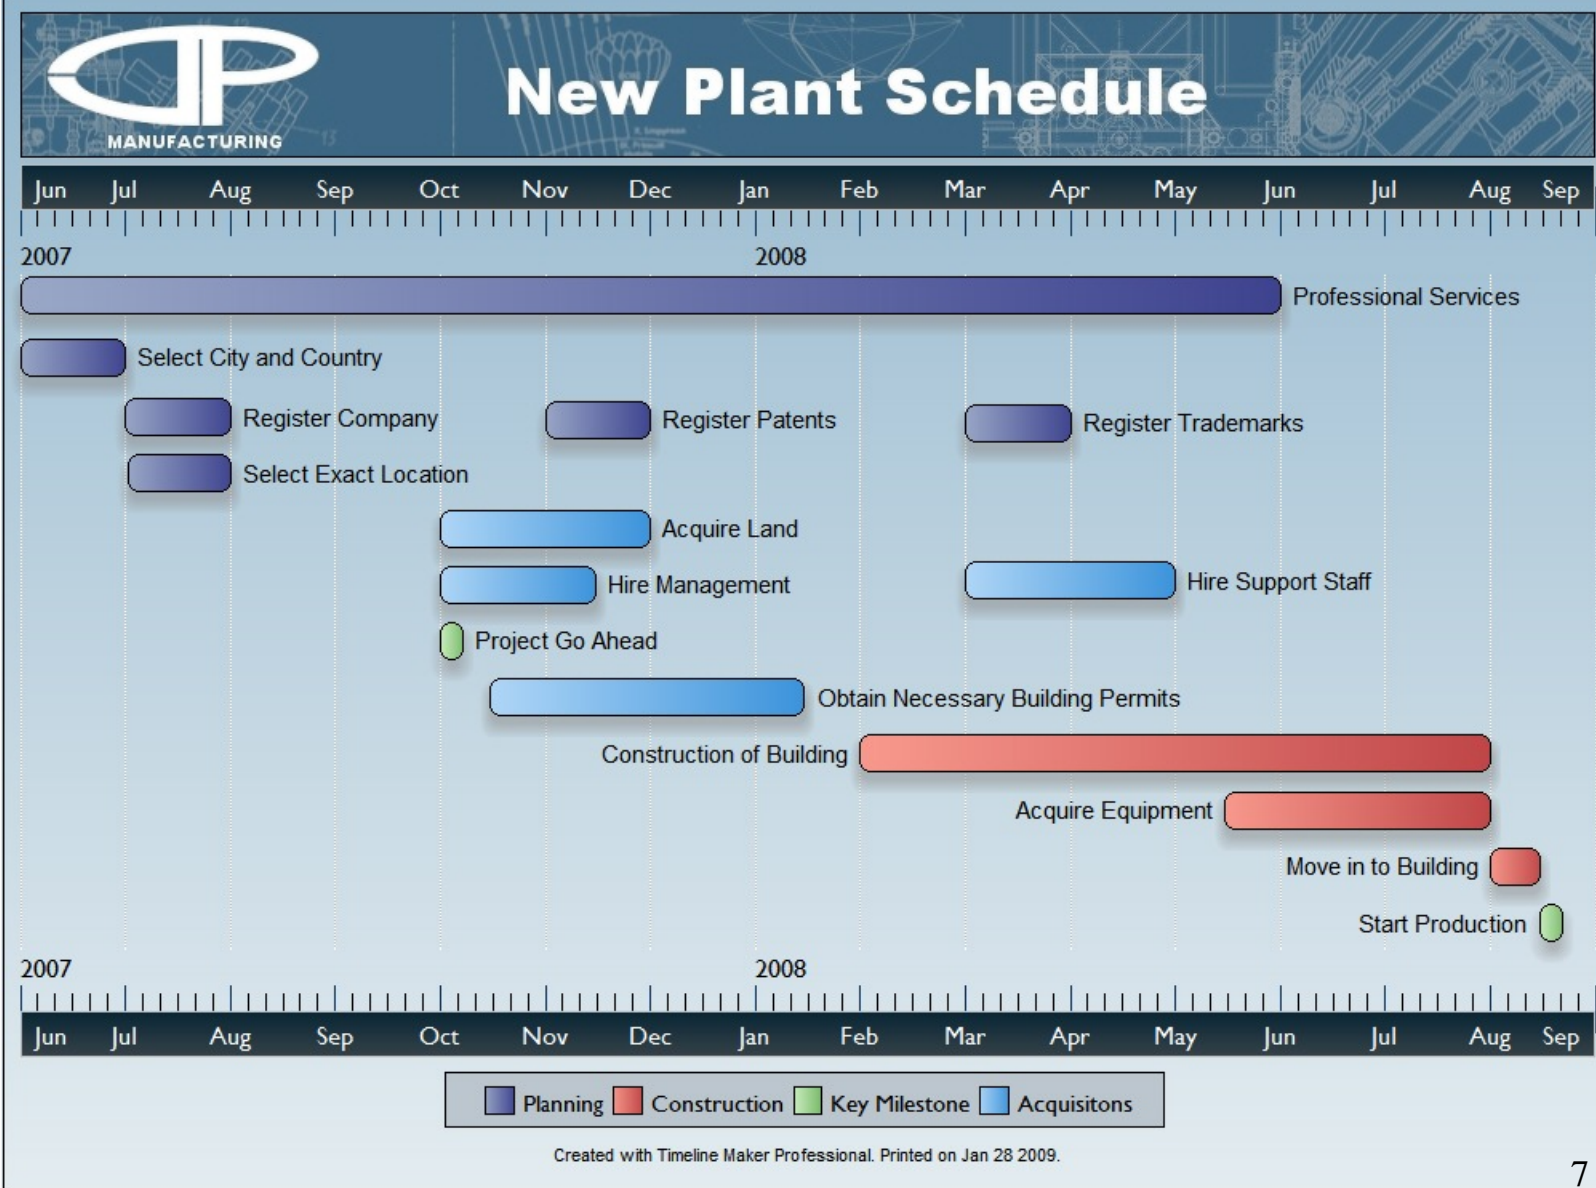 New Plant Schedule
MANUFACTURING
Jun Jul Aug Sep Oct Nov Dec Jan Feb Mar Apr May Jun Jul Aug Sep
2007 2008
Professional Services
Select City and Country
Register Company Register Patents Register Trademarks
Select Exact Location
Acquire Land
Hire Management Hire Support Staff
Project Go Ahead
Obtain Necessary Building Permits
Construction of Building
Acquire Equipment
Move in to Building
Start Production
2007 2008
Jun Jul Aug Sep Oct Nov Dec Jan Feb Mar Apr May Jun Jul Aug Sep
Planning Construction Key Milestone Acquisitons
Created with Timeline Maker Professional. Printed on Jan 28 2009.
7